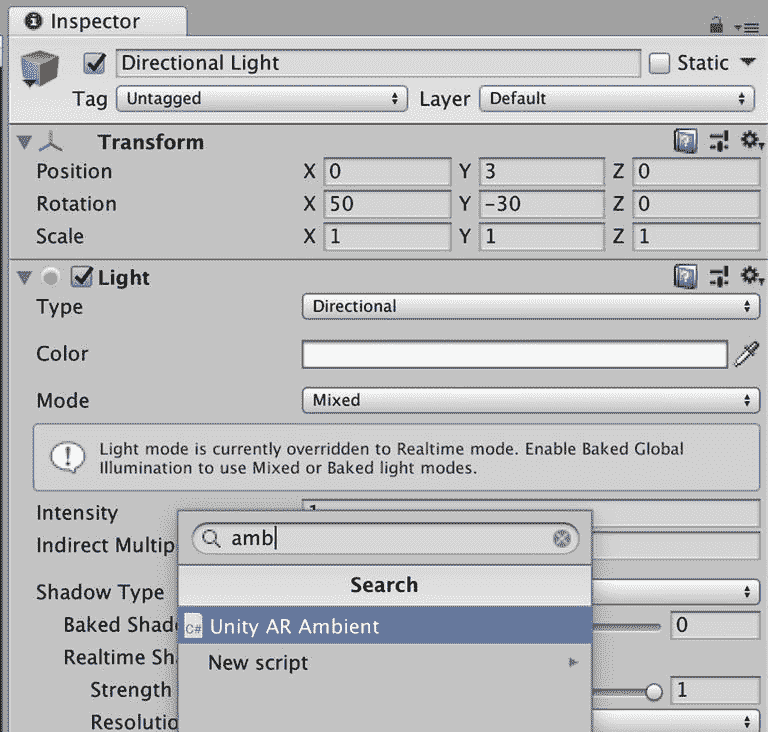 Inspector
Directional Light Static
Tag Untagged Layer Default
Transform
Position X 0 Y 3 Z 0
Rotation X 50 Y -30 Z 0
Scale X 1 Y 1 Z 1
Light
Type Directional
Color
Mode Mixed
Light mode is currently overridden to Realtime mode. Enable Baked Global
Illumination to use Mixed or Baked light modes.
Intensity
Indirect Multip
amb
Search
Shadow Type
C# Unity AR Ambient
Baked Shad 0
New script
Realtime Sh
Strength 1
Resolutio